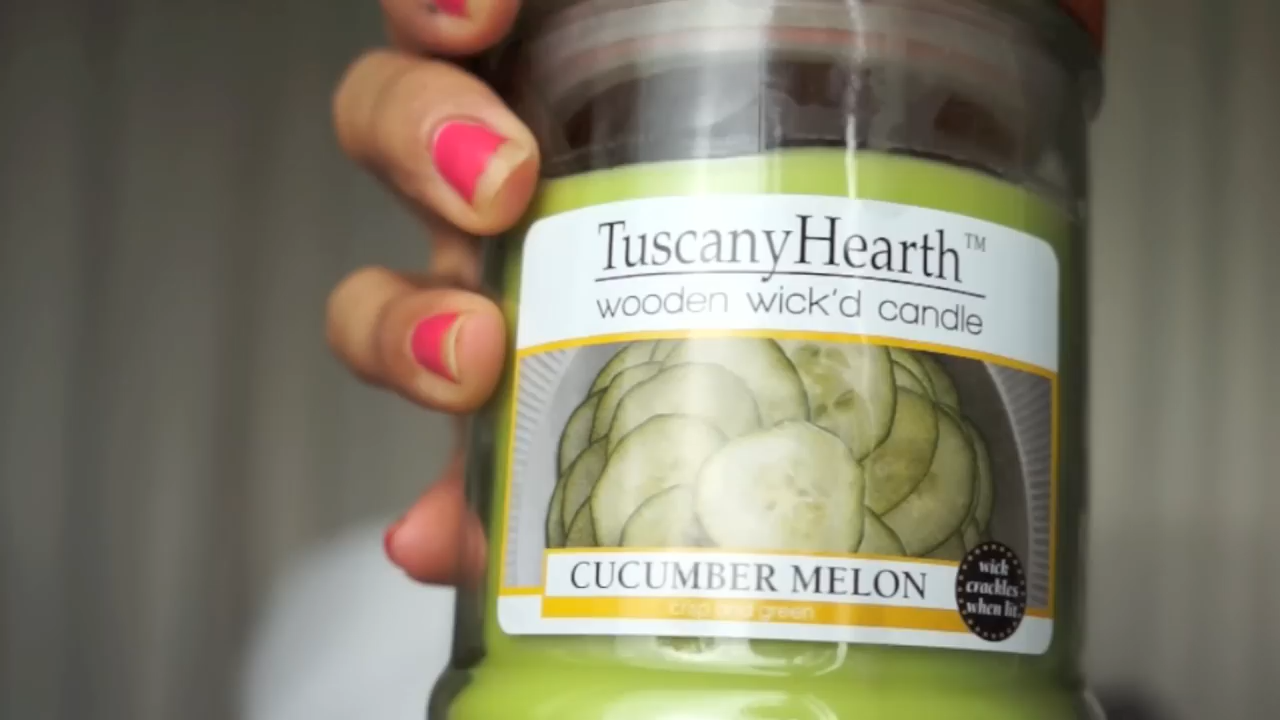 TuscanyHearth™
wooden wick'd candle
CUCUMBER MELON
crisp and green
wick
crackles
when lit